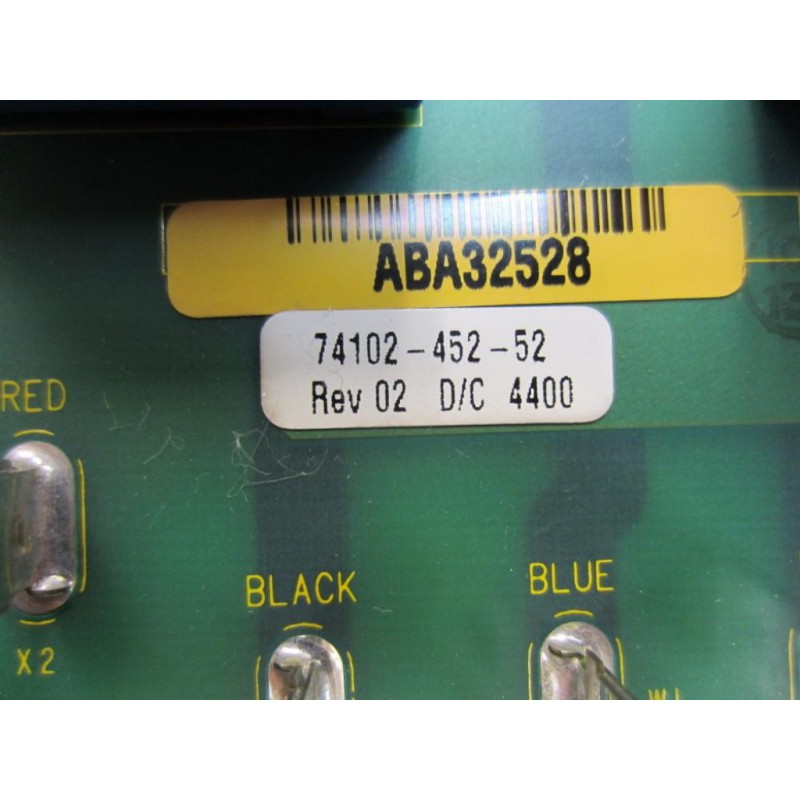 ABA32528
74102-452-52
Rev 02 D/C 4400
RED
BLACK
BLUE
X2